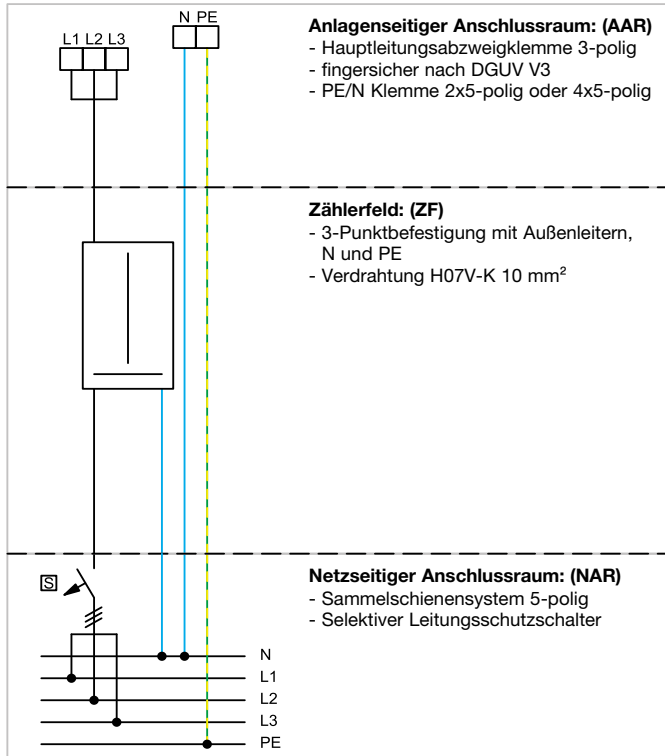 N PE
L1 L2 L3
Anlagenseitiger Anschlussraum: (AAR)
- Hauptleitungsabzweigklemme 3-polig
- fingersicher nach DGUV V3
- PE/N Klemme 2x5-polig oder 4x5-polig
Zählerfeld: (ZF)
- 3-Punktbefestigung mit Außenleitern,
N und PE
- Verdrahtung H07V-K 10 mm²
Netzseitiger Anschlussraum: (NAR)
- Sammelschienensystem 5-polig
- Selektiver Leitungsschutzschalter
S
N
L1
L2
L3
PE